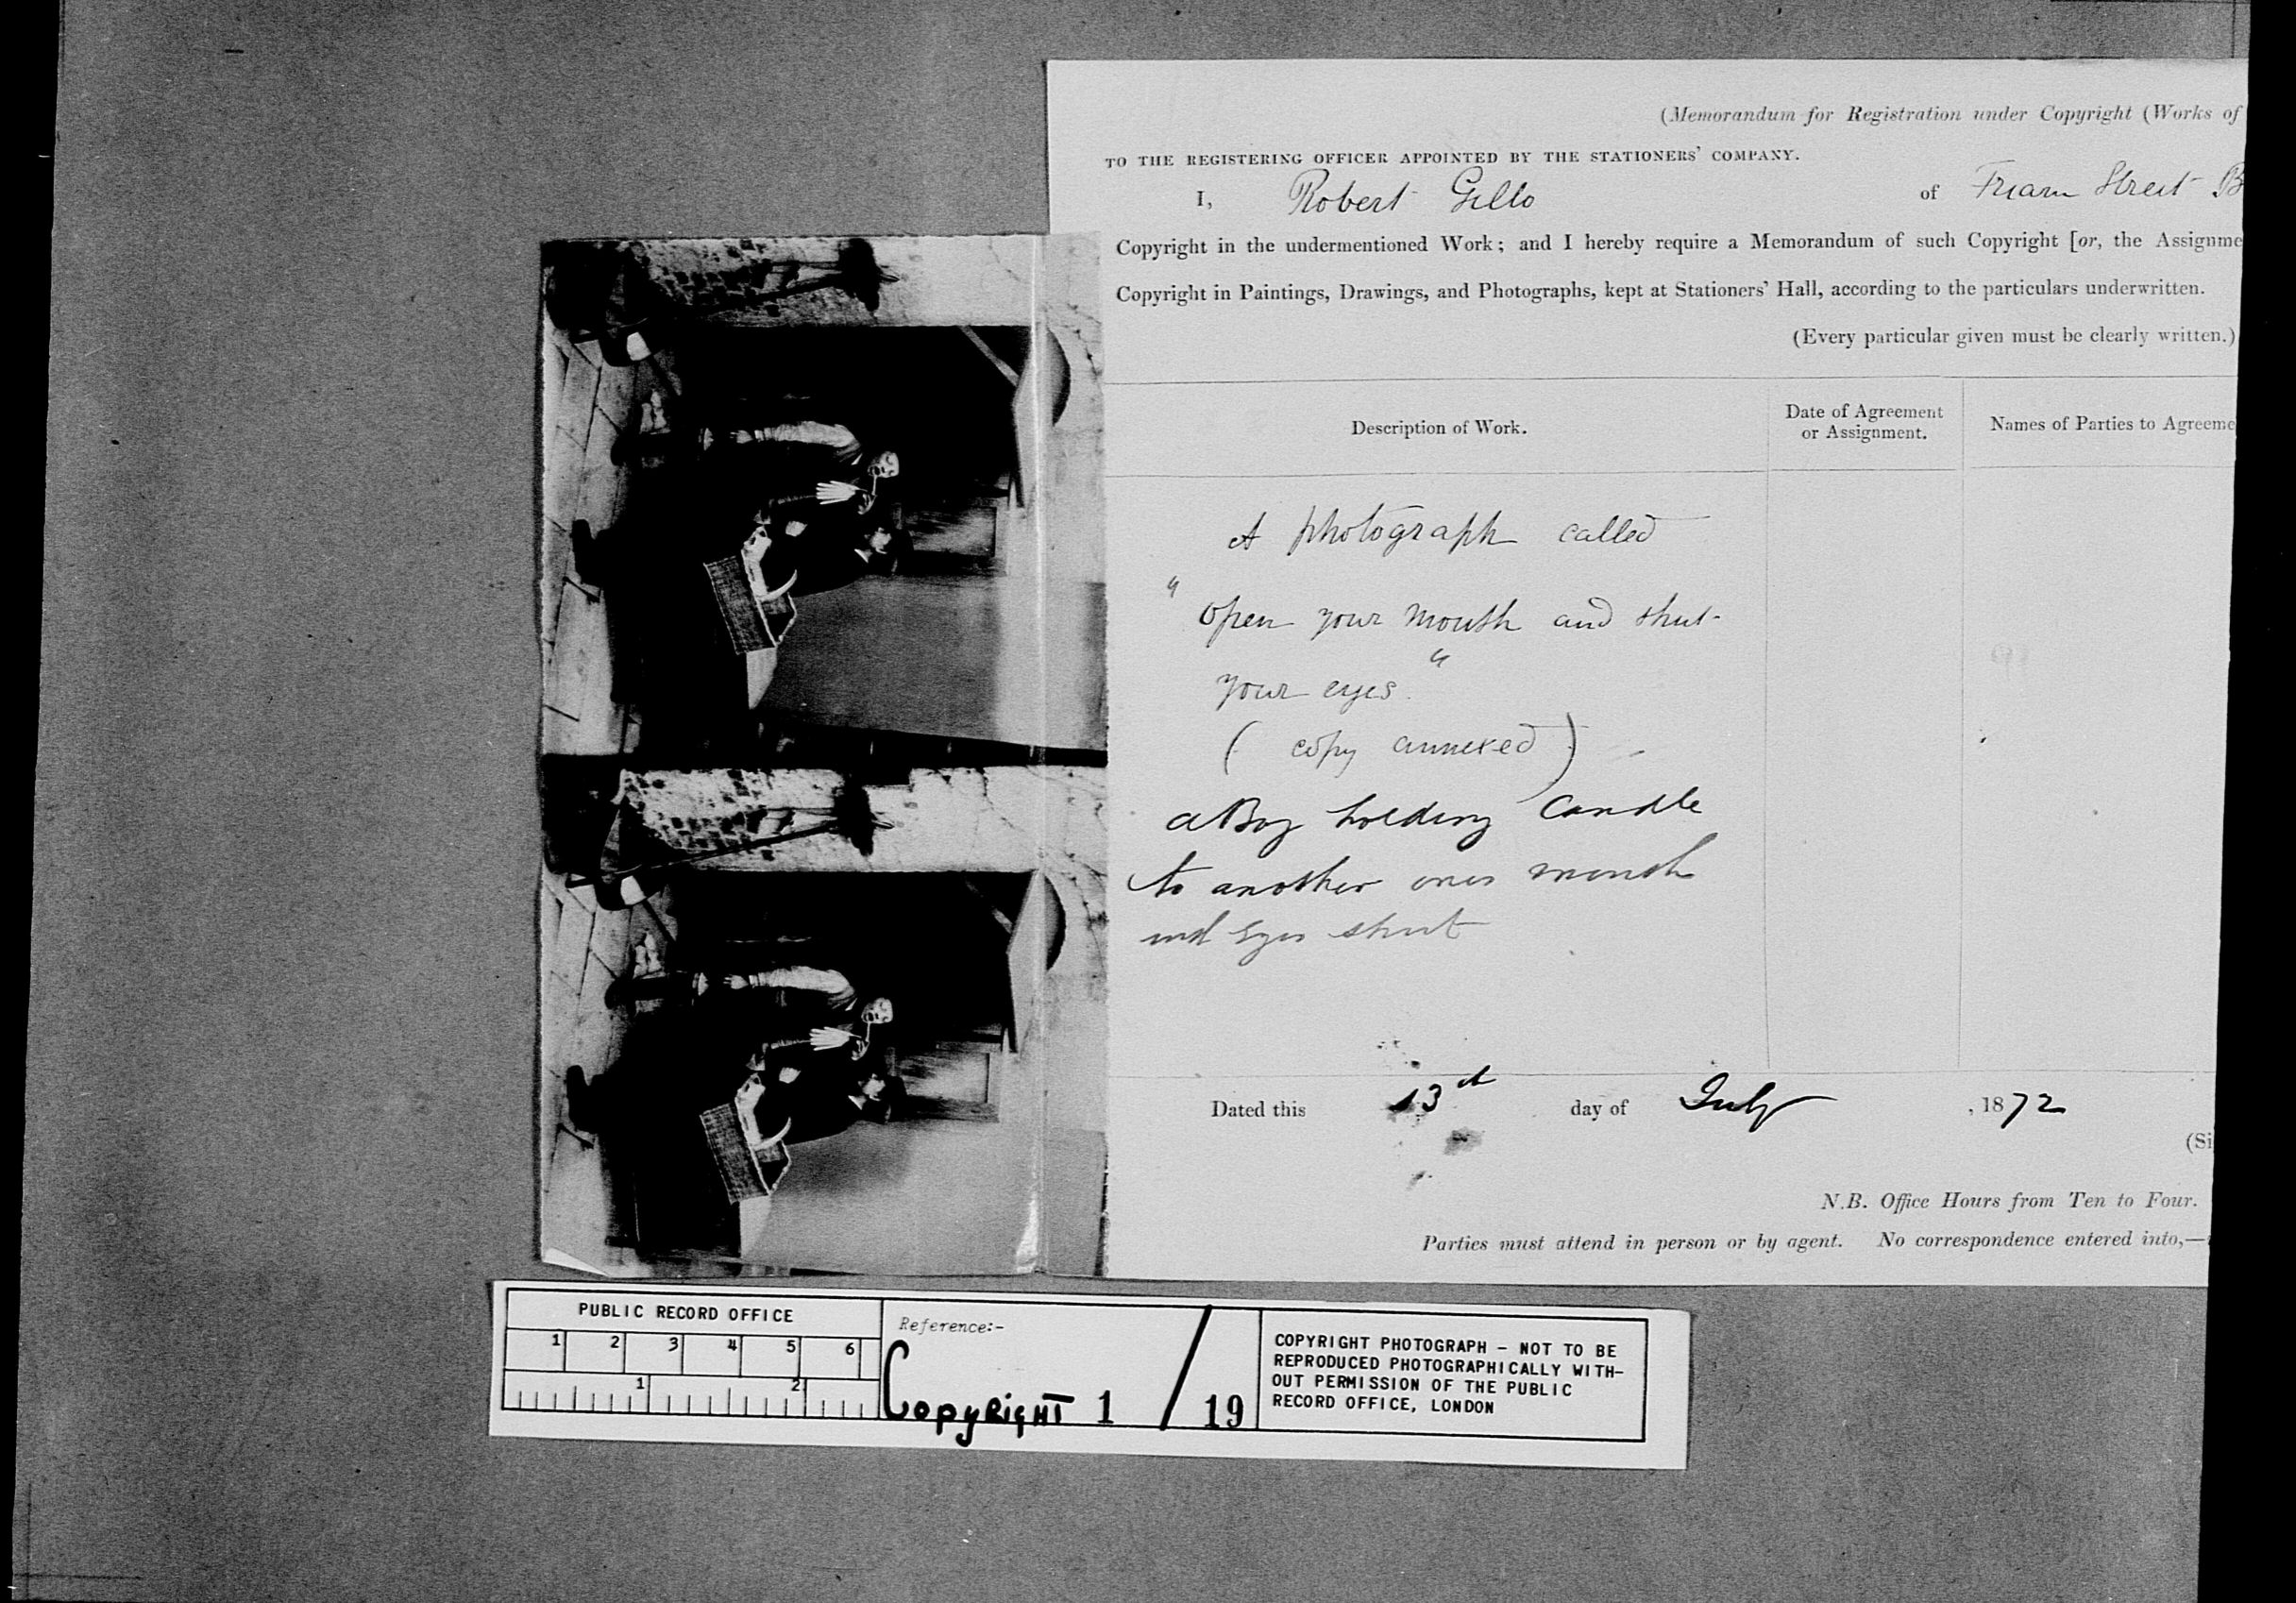 (Memorandum for Registration under Copyright (Works of
TO THE REGISTERING OFFICER APPOINTED BY THE STATIONERS' COMPANY.
I, Robert Gillo of Friarn Street B
Copyright in the undermentioned Work; and I hereby require a Memorandum of such Copyright [or, the Assignme
Copyright in Paintings, Drawings, and Photographs, kept at Stationers' Hall, according to the particulars underwritten.
(Every particular given must be clearly written.)
Description of Work.
Date of Agreement
or Assignment.
Names of Parties to Agreeme
A photograph called
"Open your mouth and shut
your eyes."
(copy annexed)
a Boy holding Candle
to another ones mouth
and Eyes shut
Dated this 13th day of July, 1872
(Si
N.B. Office Hours from Ten to Four.
Parties must attend in person or by agent. No correspondence entered into,—
PUBLIC RECORD OFFICE
1 2 3 4 5 6
1 2
Reference:-
Copyright 1 / 19
COPYRIGHT PHOTOGRAPH - NOT TO BE
REPRODUCED PHOTOGRAPHICALLY WITH-
OUT PERMISSION OF THE PUBLIC
RECORD OFFICE, LONDON